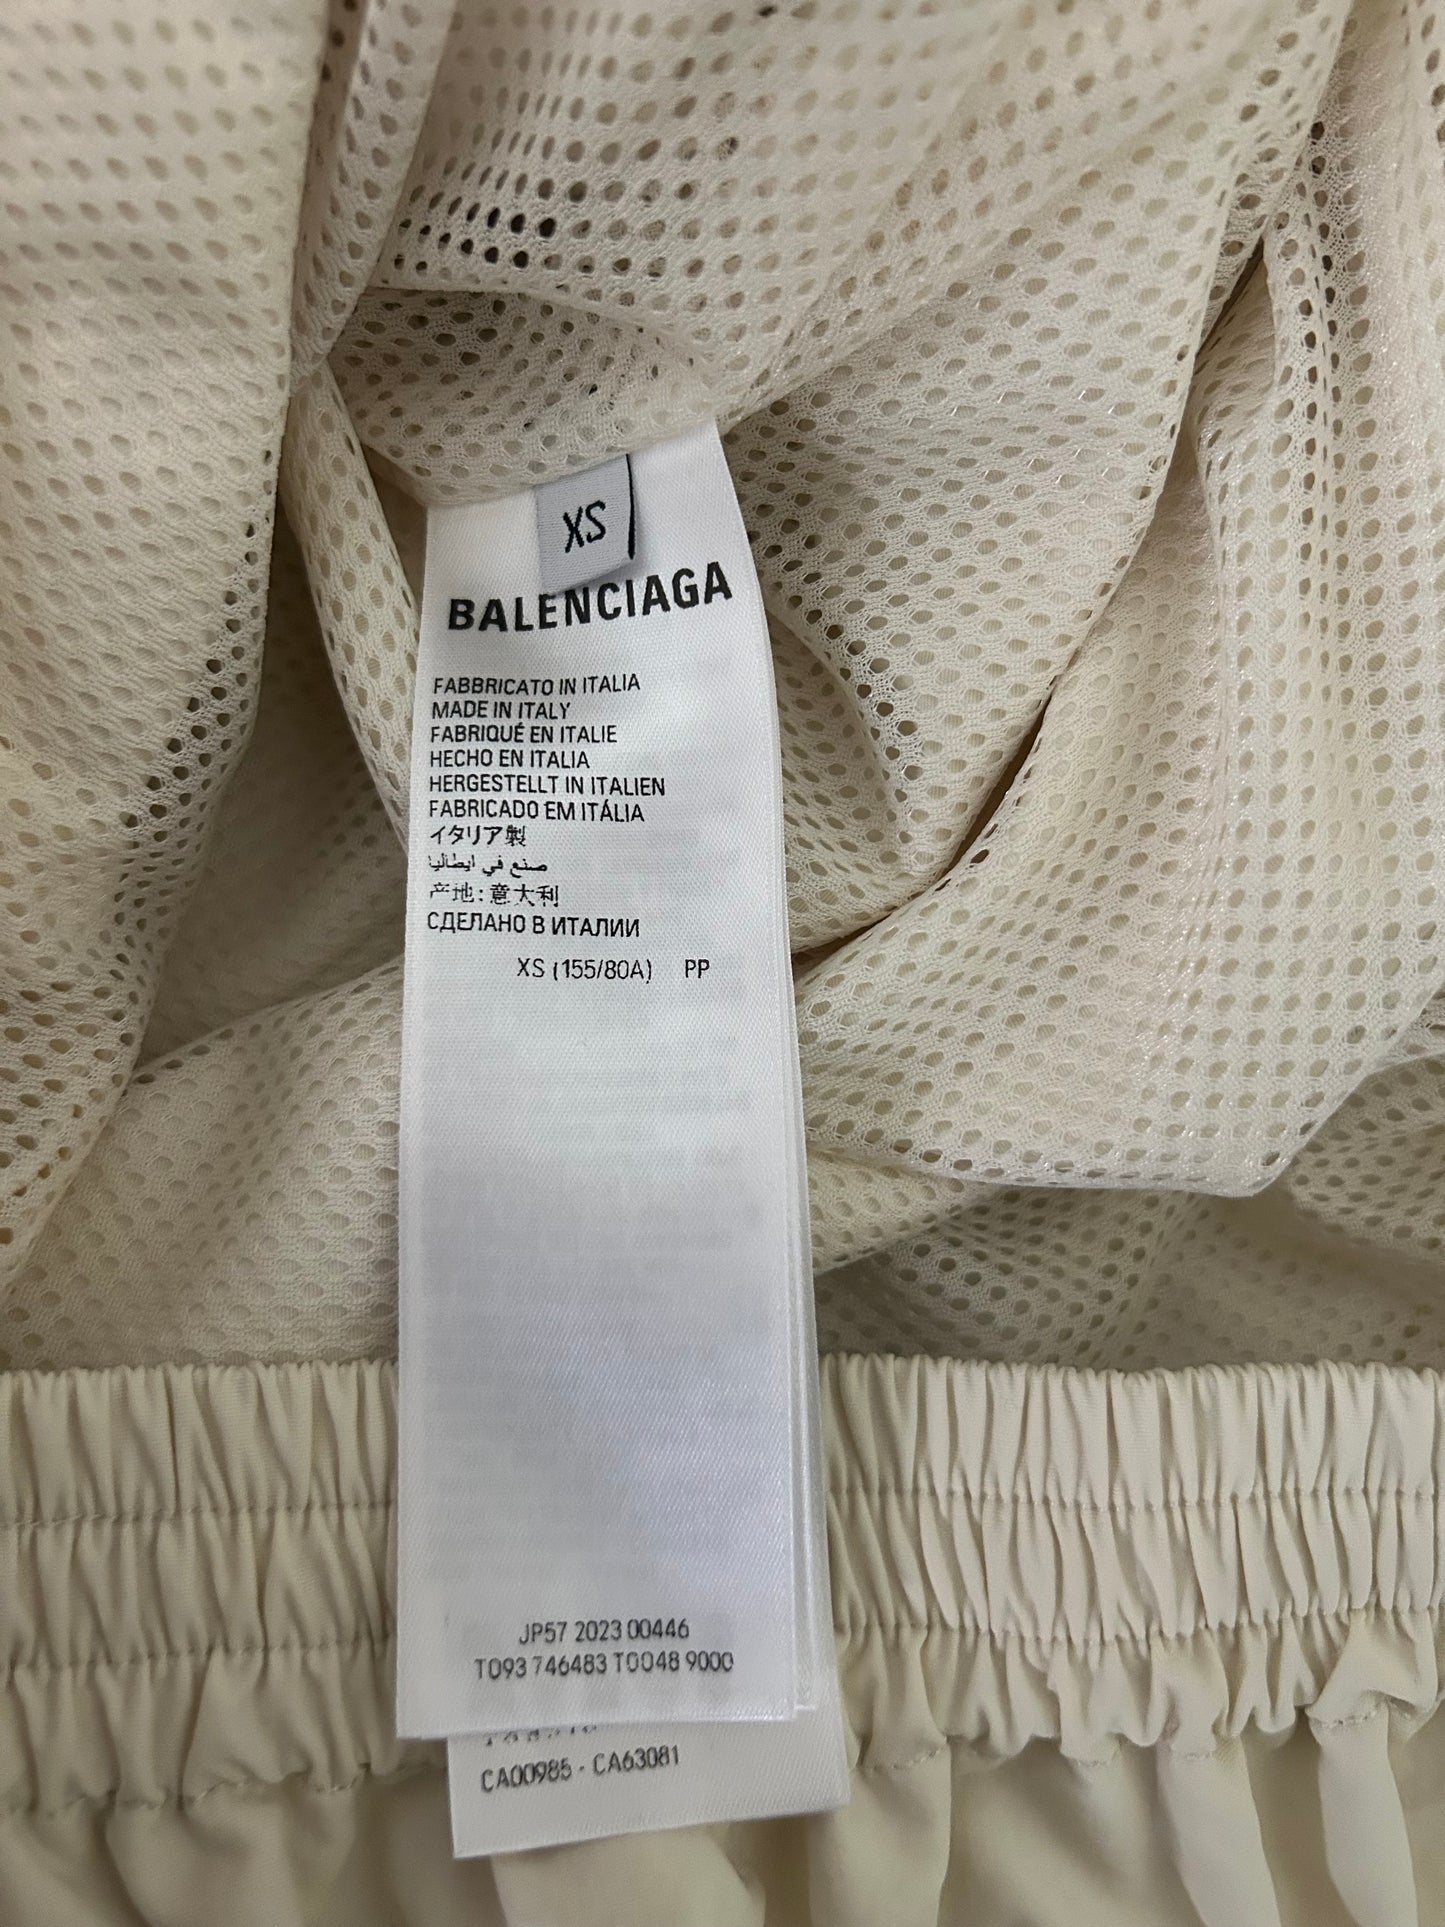 XS
BALENCIAGA
FABBRICATO IN ITALIA
MADE IN ITALY
FABRIQUÉ EN ITALIE
HECHO EN ITALIA
HERGESTELLT IN ITALIEN
FABRICADO EM ITÁLIA
イタリア製
صنع في ايطاليا
产地:意大利
СДЕЛАНО В ИТАЛИИ
XS (155/80A) PP
JP57 2023 00446
T093 746483 T0048 9000
CA00985 - CA63081